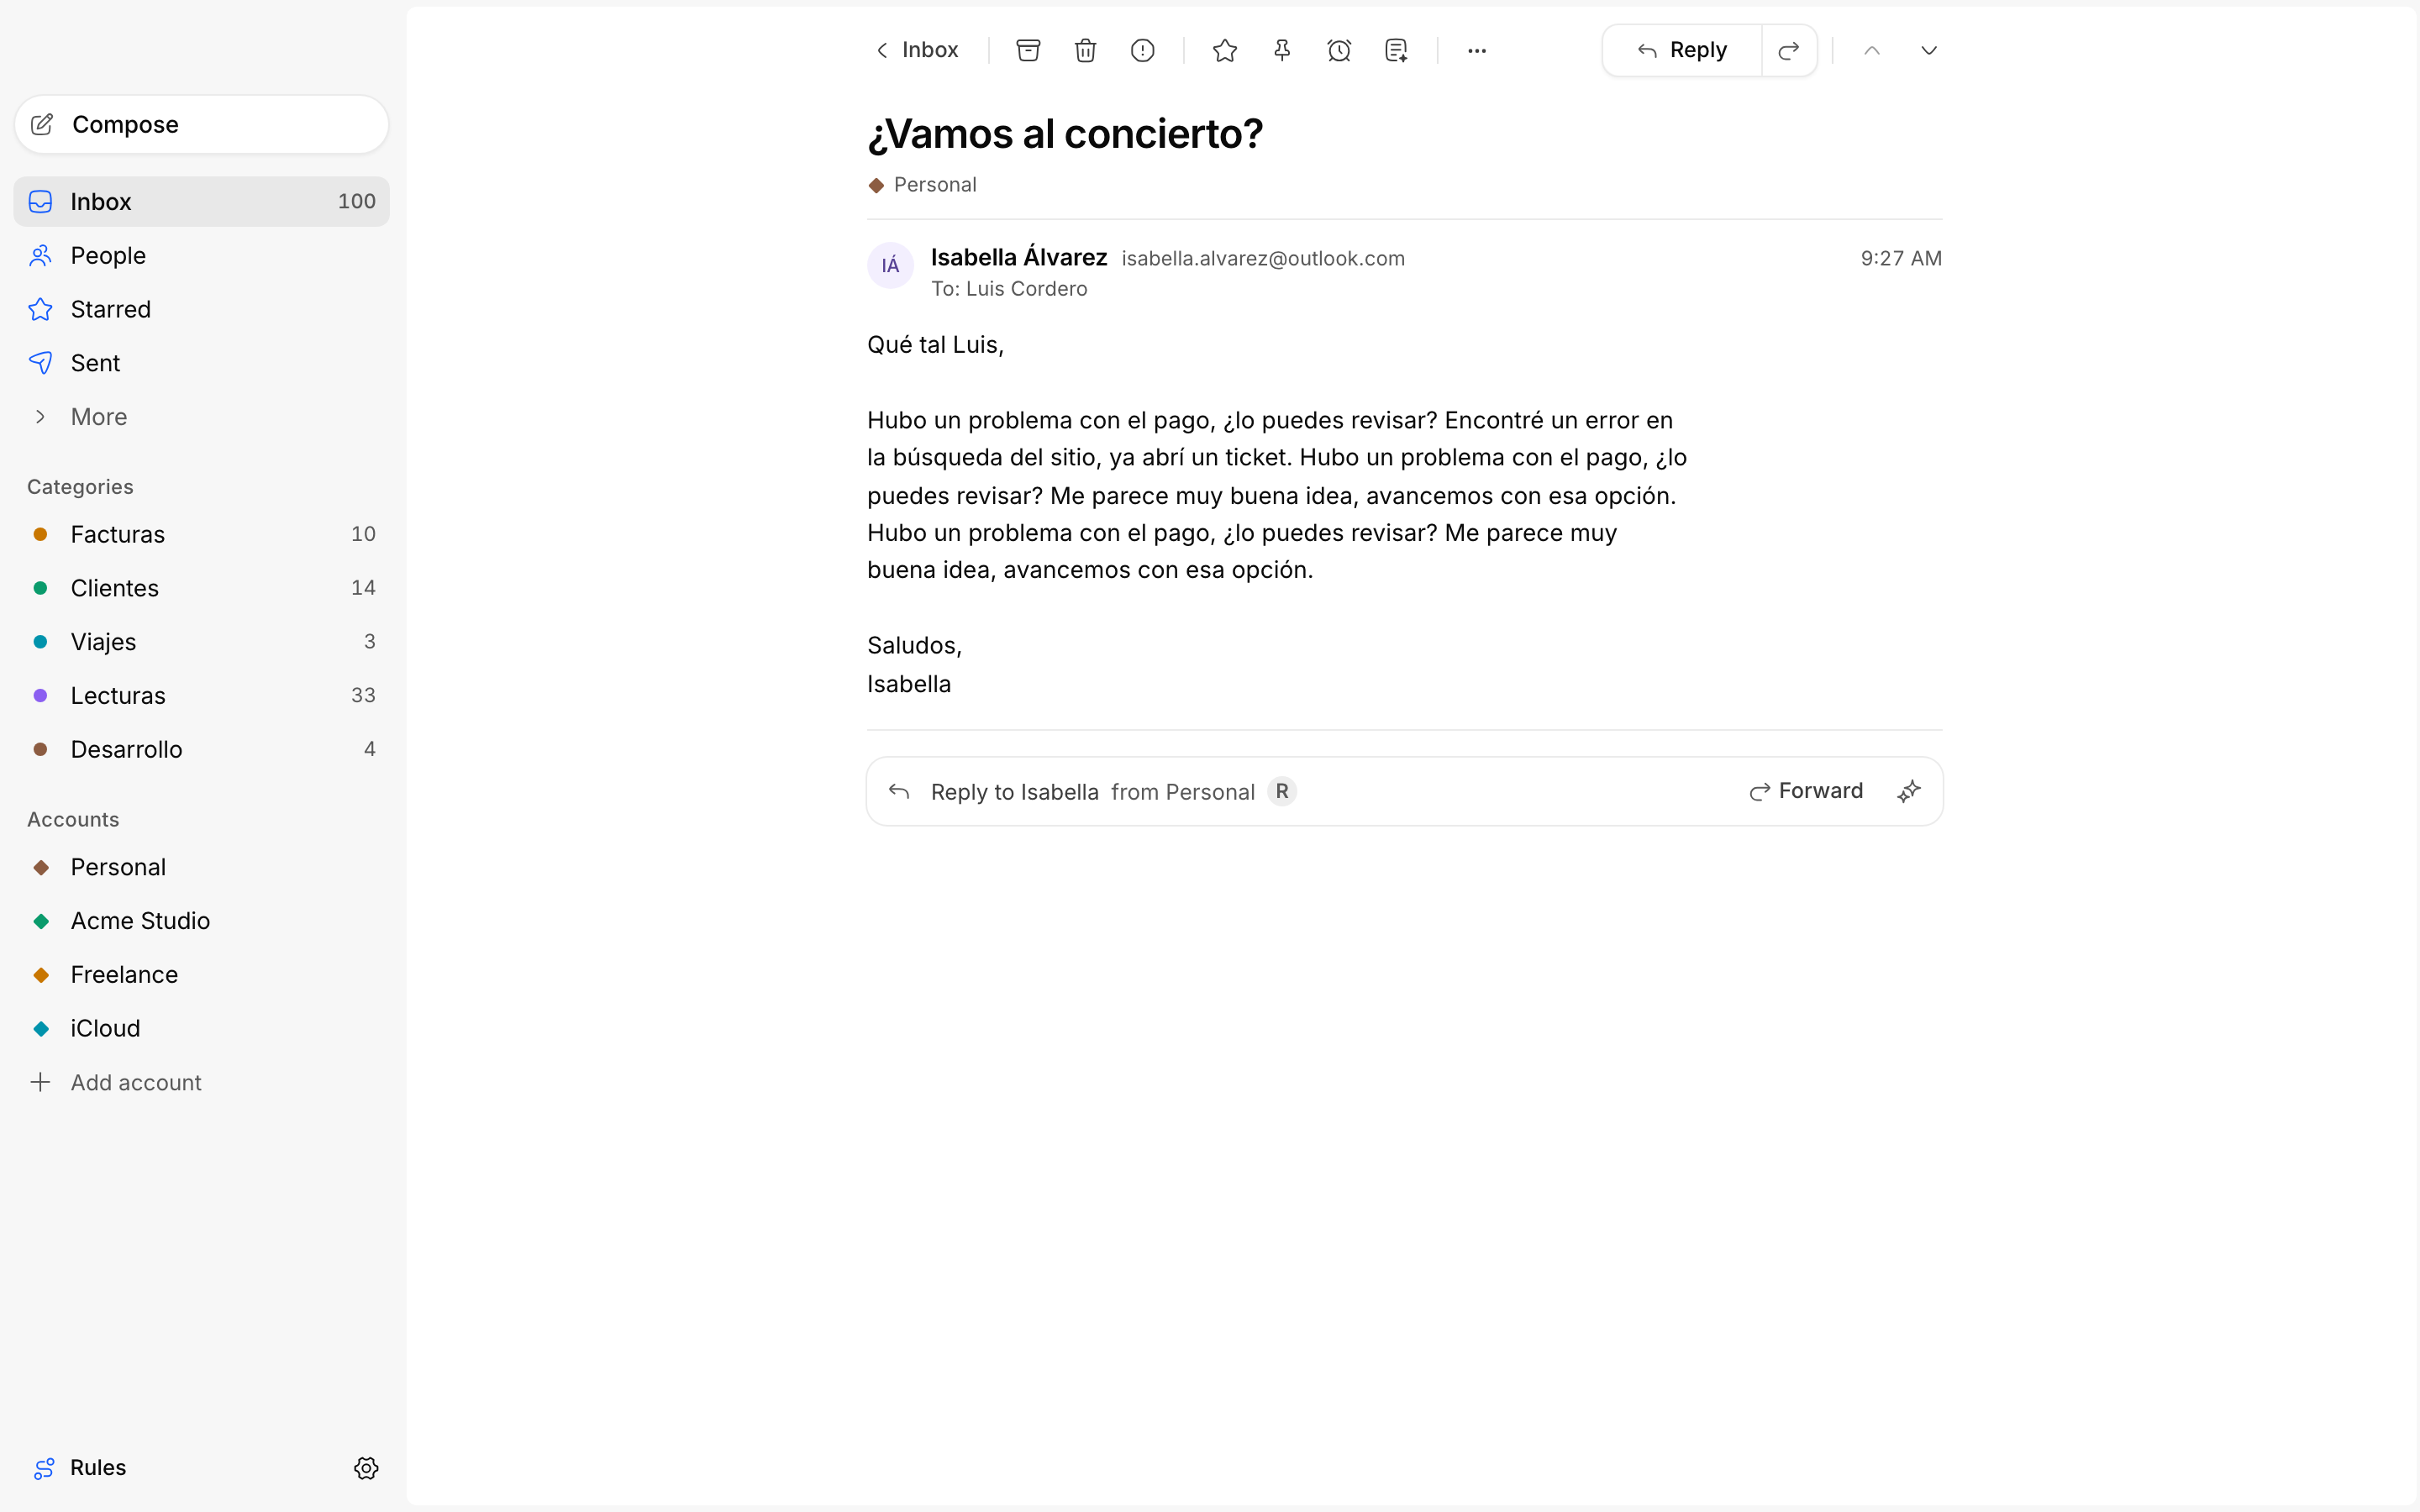 Compose
Inbox 100
People
Starred
Sent
More
Categories
Facturas 10
Clientes 14
Viajes 3
Lecturas 33
Desarrollo 4
Accounts
Personal
Acme Studio
Freelance
iCloud
Add account
Rules
Inbox
Reply
¿Vamos al concierto?
Personal
IÁ
Isabella Álvarez isabella.alvarez@outlook.com 9:27 AM
To: Luis Cordero
Qué tal Luis,
Hubo un problema con el pago, ¿lo puedes revisar? Encontré un error en
la búsqueda del sitio, ya abrí un ticket. Hubo un problema con el pago, ¿lo
puedes revisar? Me parece muy buena idea, avancemos con esa opción.
Hubo un problema con el pago, ¿lo puedes revisar? Me parece muy
buena idea, avancemos con esa opción.
Saludos,
Isabella
Reply to Isabella from Personal R Forward